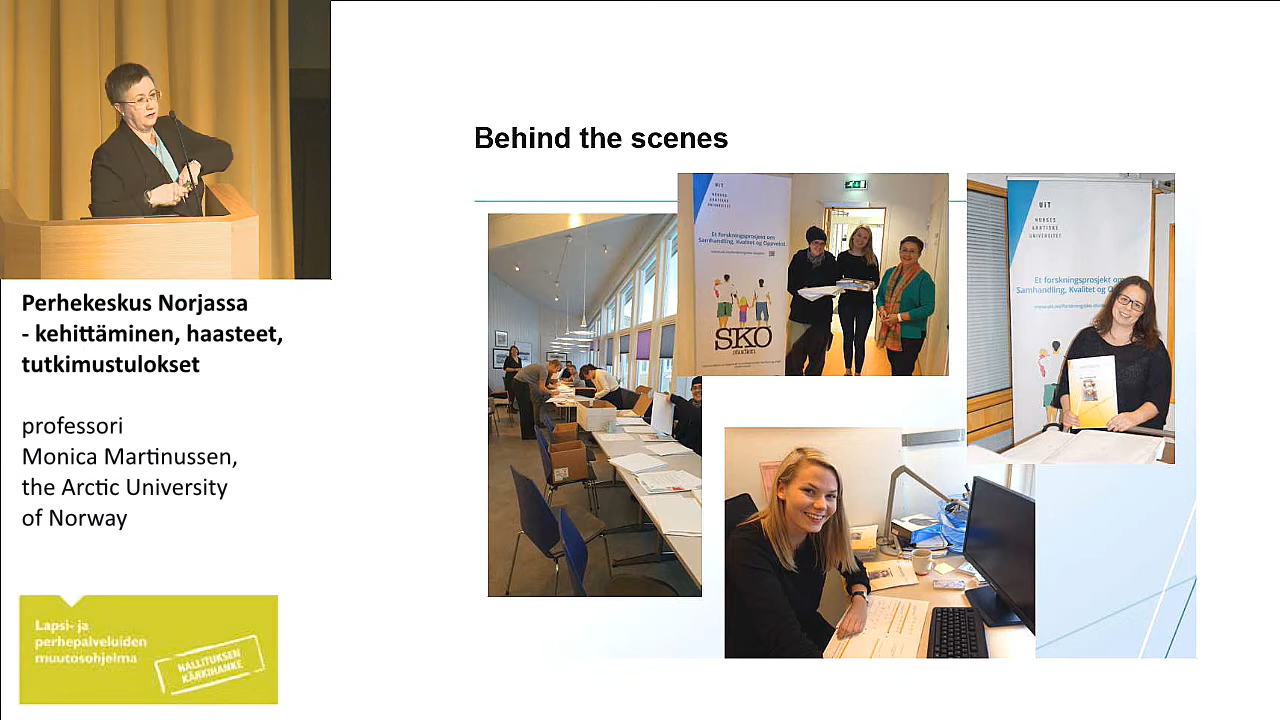 Perhekeskus Norjassa
- kehittäminen, haasteet,
tutkimustulokset
professori
Monica Martinussen,
the Arctic University
of Norway
Lapsi- ja
perhepalveluiden
muutosohjelma
HALLITUKSEN
KÄRKIHANKE
Behind the scenes
UiT
NORGES
ARKTISKE
UNIVERSITET
Et forskningsprosjekt om
Samhandling, Kvalitet og Oppvekst.
SKO
studien
UiT
NORGES
ARKTISKE
UNIVERSITET
Et forskningsprosjekt om
Samhandling, Kvalitet og